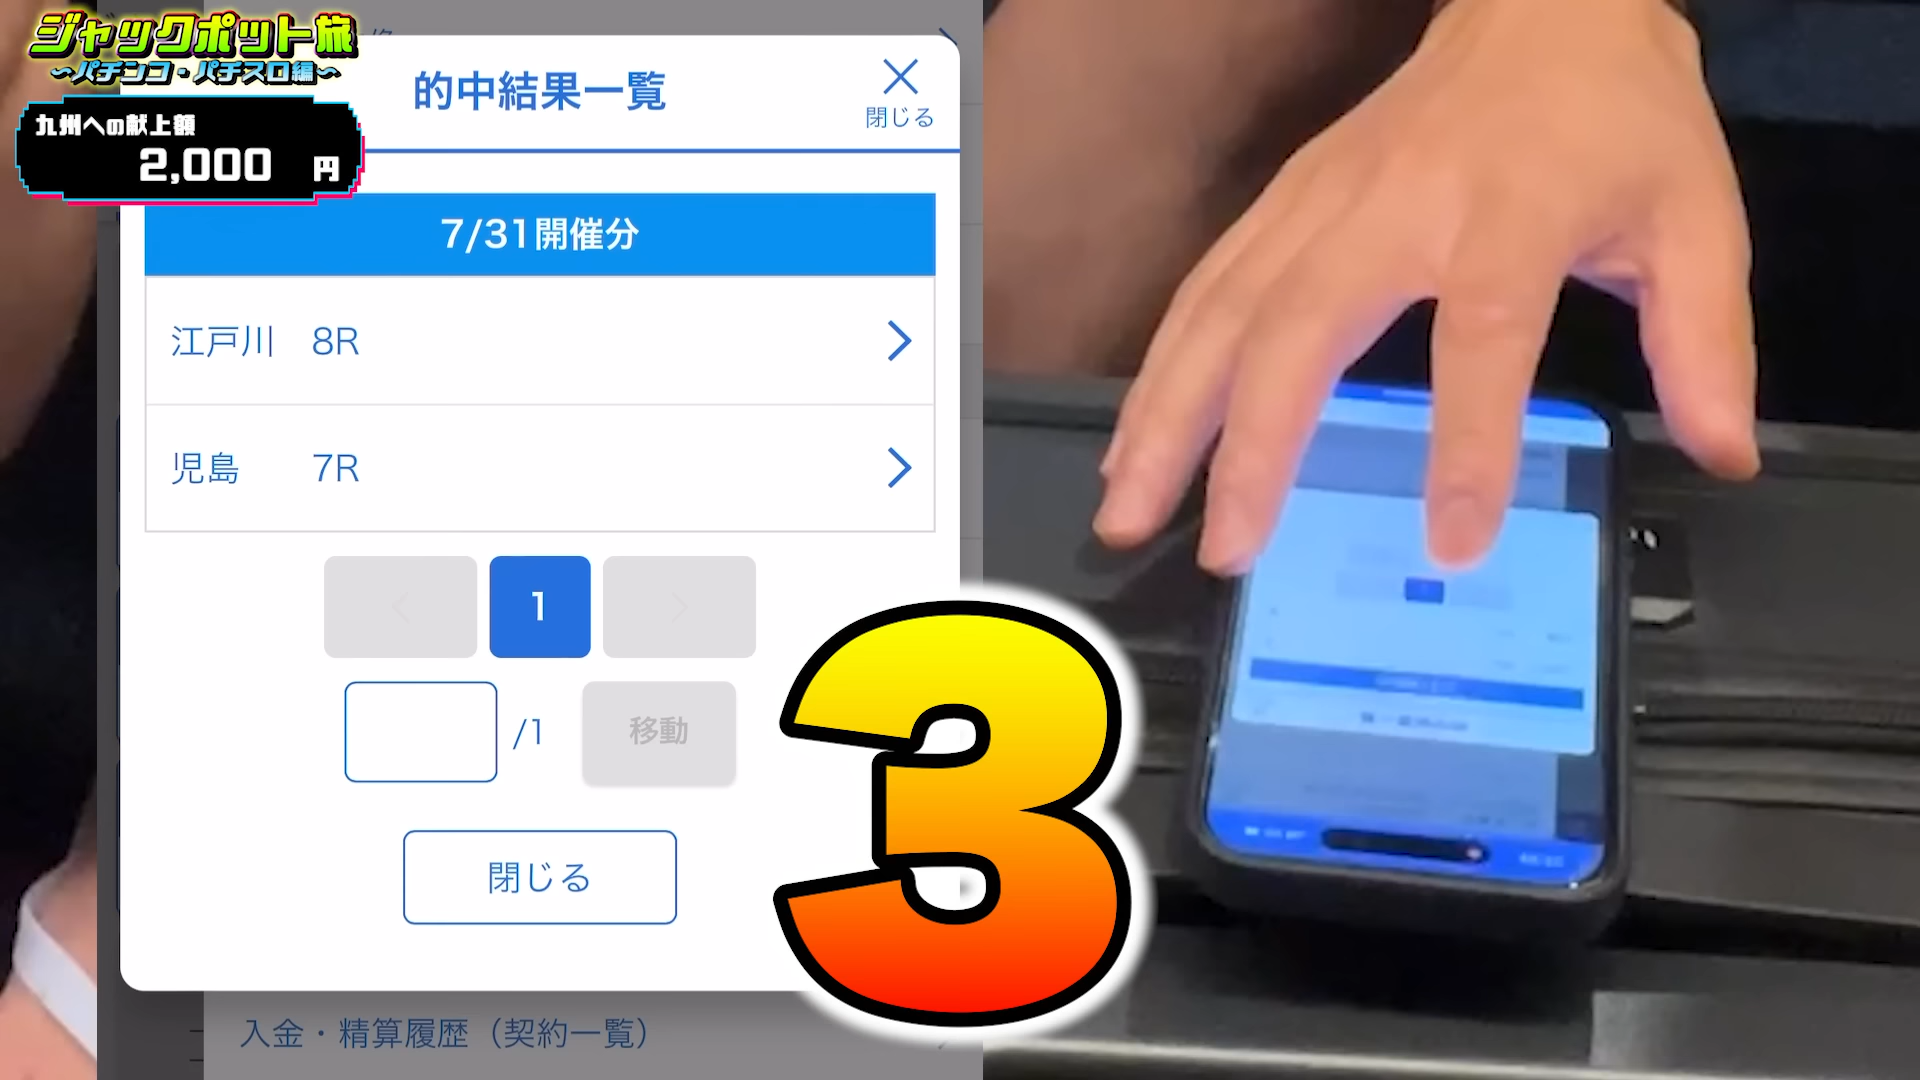 ジャックポット旅
～パチンコ・パチスロ編～
九州への献上額
2,000 円
的中結果一覧
閉じる
7/31開催分
江戸川 8R
児島 7R
1
/1
移動
閉じる
入金・精算履歴（契約一覧）
3